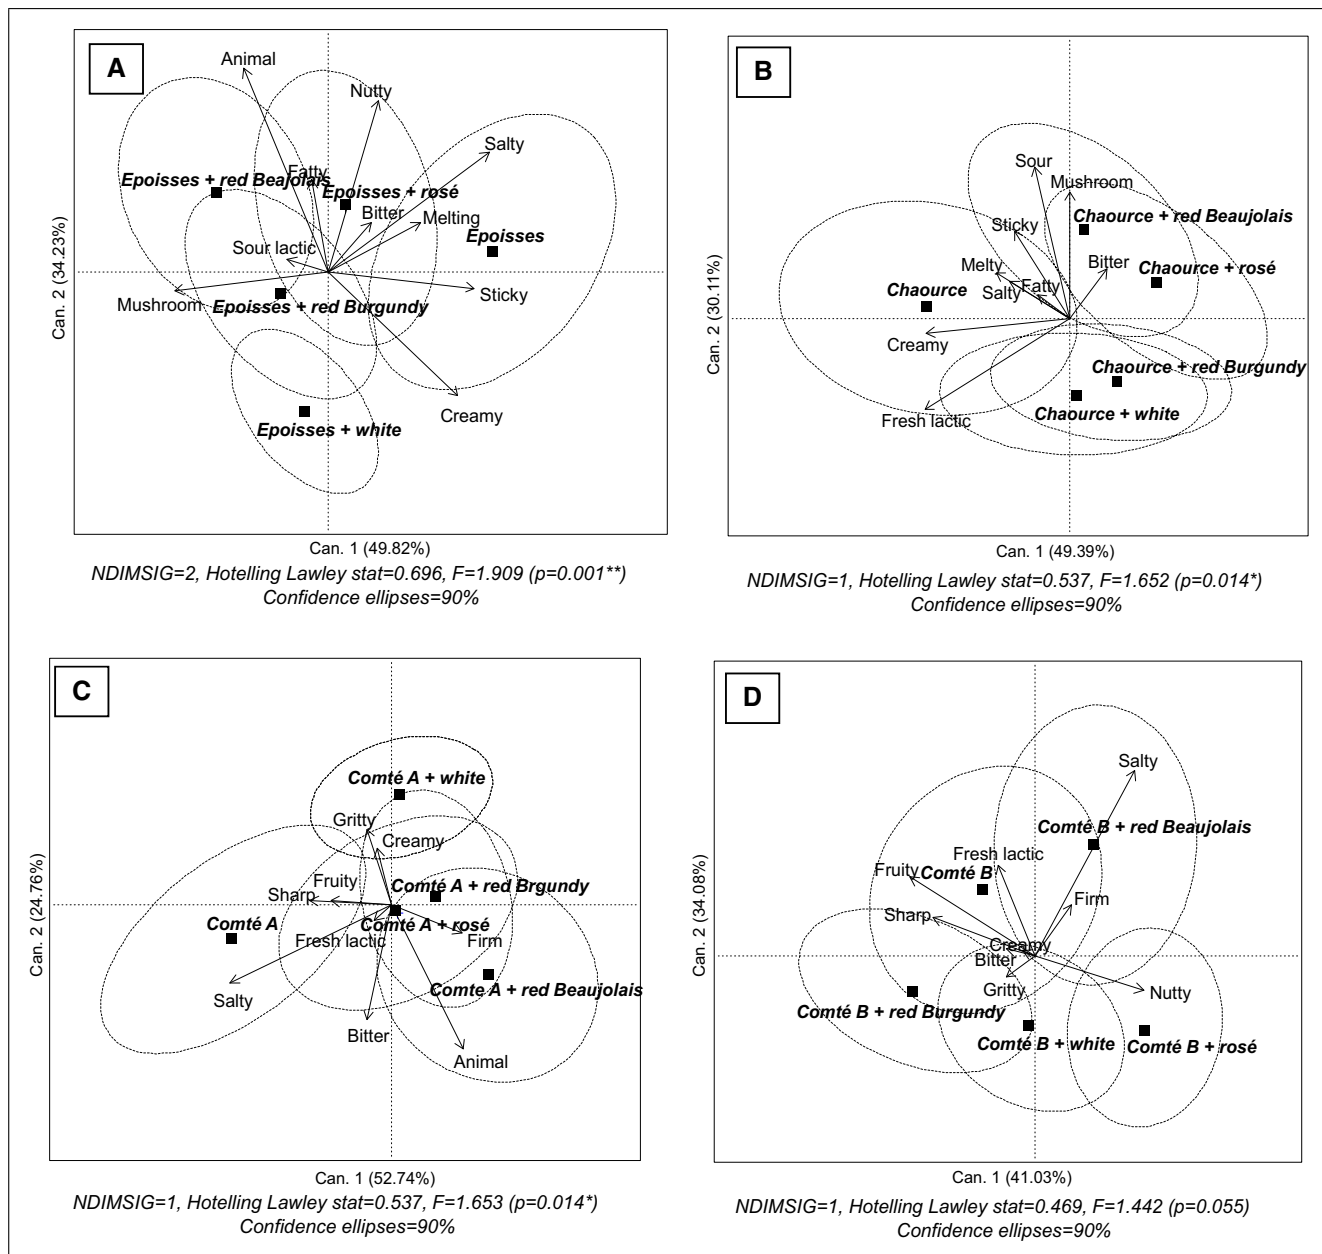 A
Animal
Nutty
Salty
Fatty
Epoisses + red Beajolais
Epoisses + rosé
Bitter
Melting
Epoisses
Sour lactic
Mushroom
Epoisses + red Burgundy
Sticky
Creamy
Epoisses + white
Can. 2 (34.23%)
Can. 1 (49.82%)
NDIMSIG=2, Hotelling Lawley stat=0.696, F=1.909 (p=0.001**)
Confidence ellipses=90%
B
Sour
Mushroom
Sticky
Chaource + red Beaujolais
Melty
Bitter
Chaource + rosé
Salty
Fatty
Chaource
Creamy
Chaource + red Burgundy
Fresh lactic
Chaource + white
Can. 2 (30.11%)
Can. 1 (49.39%)
NDIMSIG=1, Hotelling Lawley stat=0.537, F=1.652 (p=0.014*)
Confidence ellipses=90%
C
Comté A + white
Gritty
Creamy
Fruity
Sharp
Comté A + red Brgundy
Comté A
Comté A + rosé
Fresh lactic
Firm
Salty
Comte A + red Beaujolais
Bitter
Animal
Can. 2 (24.76%)
Can. 1 (52.74%)
NDIMSIG=1, Hotelling Lawley stat=0.537, F=1.653 (p=0.014*)
Confidence ellipses=90%
D
Salty
Comté B + red Beaujolais
Fresh lactic
Fruity
Comté B
Firm
Sharp
Creamy
Bitter
Gritty
Nutty
Comté B + red Burgundy
Comté B + white
Comté B + rosé
Can. 2 (34.08%)
Can. 1 (41.03%)
NDIMSIG=1, Hotelling Lawley stat=0.469, F=1.442 (p=0.055)
Confidence ellipses=90%